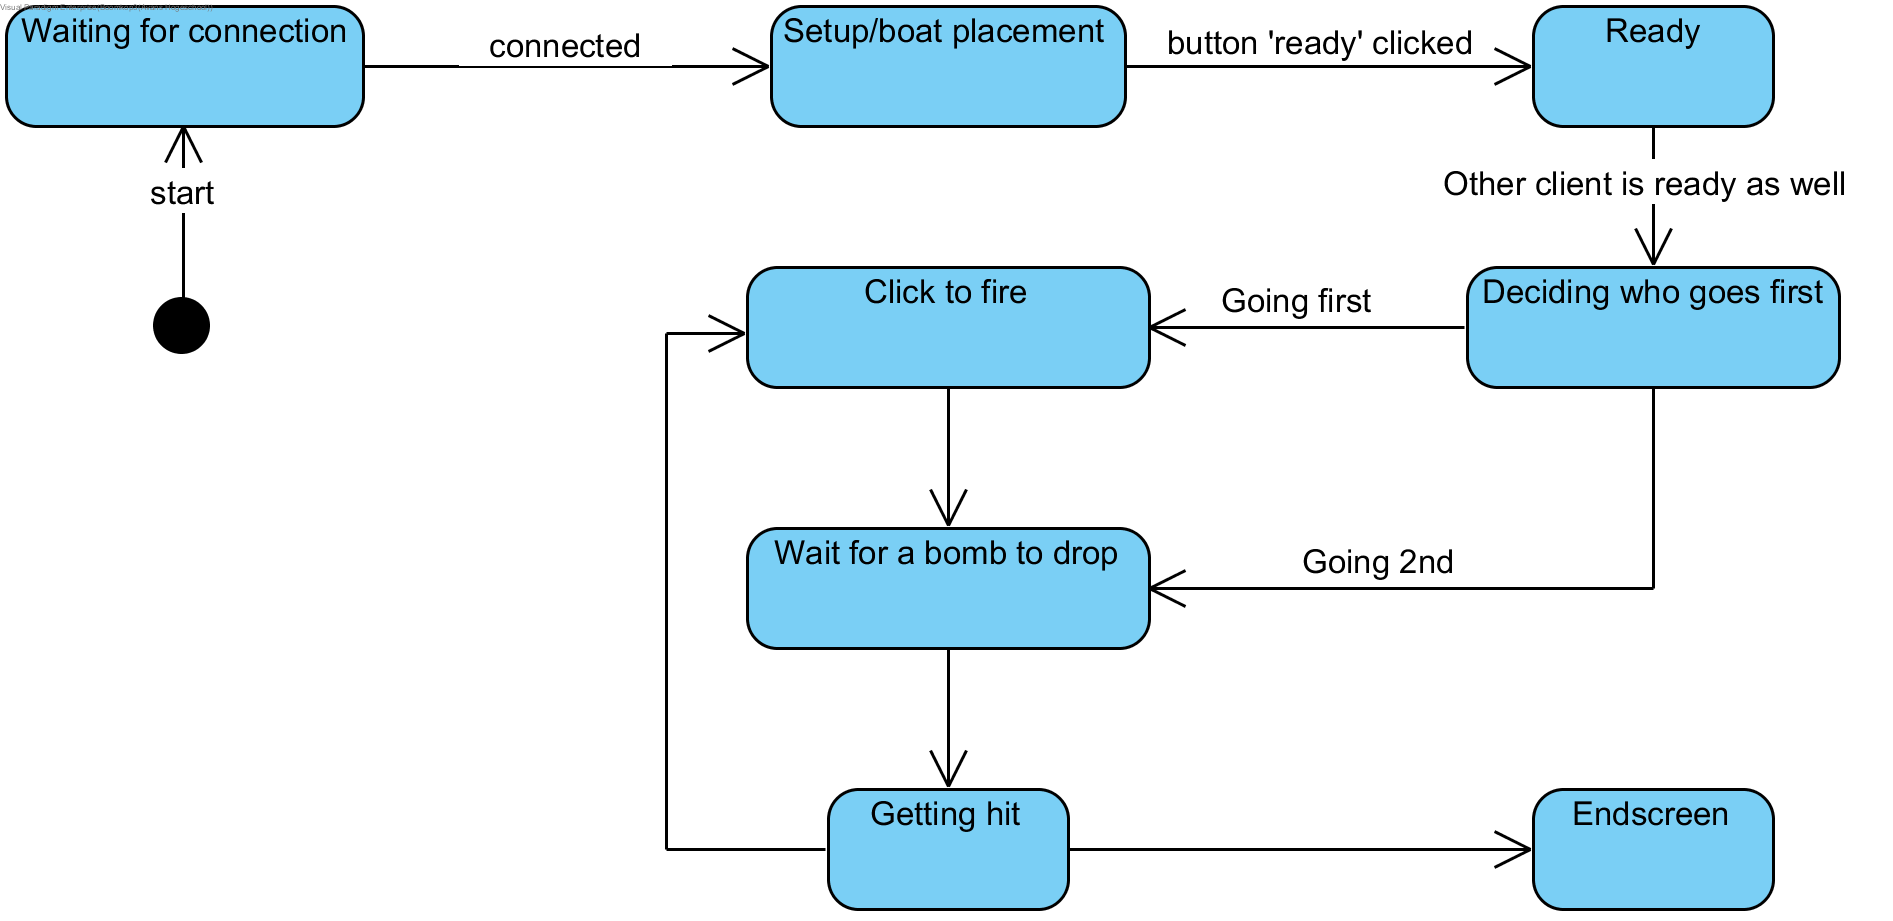 Waiting for connection
connected
Setup/boat placement
button 'ready' clicked
Ready
start
Other client is ready as well
Click to fire
Going first
Deciding who goes first
Wait for a bomb to drop
Going 2nd
Getting hit
Endscreen